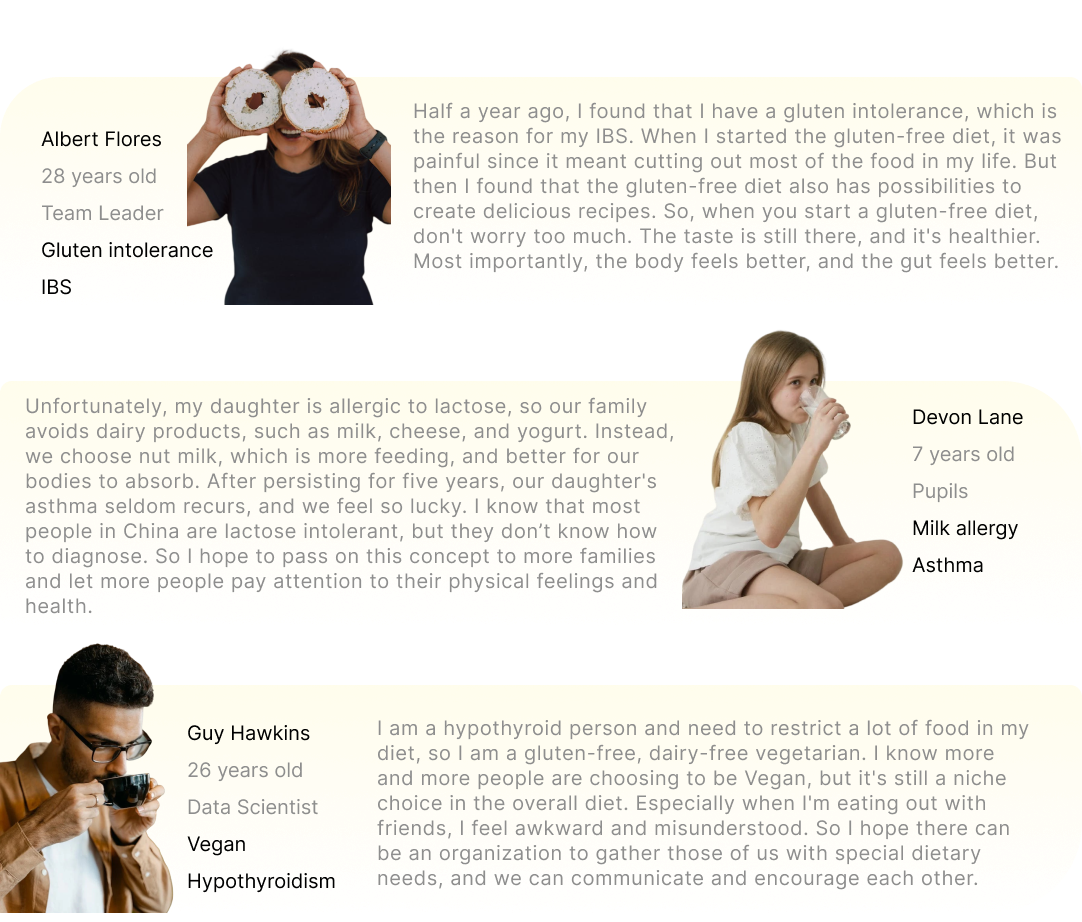 Albert Flores
28 years old
Team Leader
Gluten intolerance
IBS
Half a year ago, I found that I have a gluten intolerance, which is
the reason for my IBS. When I started the gluten-free diet, it was
painful since it meant cutting out most of the food in my life. But
then I found that the gluten-free diet also has possibilities to
create delicious recipes. So, when you start a gluten-free diet,
don't worry too much. The taste is still there, and it's healthier.
Most importantly, the body feels better, and the gut feels better.
Unfortunately, my daughter is allergic to lactose, so our family
avoids dairy products, such as milk, cheese, and yogurt. Instead,
we choose nut milk, which is more feeding, and better for our
bodies to absorb. After persisting for five years, our daughter's
asthma seldom recurs, and we feel so lucky. I know that most
people in China are lactose intolerant, but they don’t know how
to diagnose. So I hope to pass on this concept to more families
and let more people pay attention to their physical feelings and
health.
Devon Lane
7 years old
Pupils
Milk allergy
Asthma
Guy Hawkins
26 years old
Data Scientist
Vegan
Hypothyroidism
I am a hypothyroid person and need to restrict a lot of food in my
diet, so I am a gluten-free, dairy-free vegetarian. I know more
and more people are choosing to be Vegan, but it's still a niche
choice in the overall diet. Especially when I'm eating out with
friends, I feel awkward and misunderstood. So I hope there can
be an organization to gather those of us with special dietary
needs, and we can communicate and encourage each other.